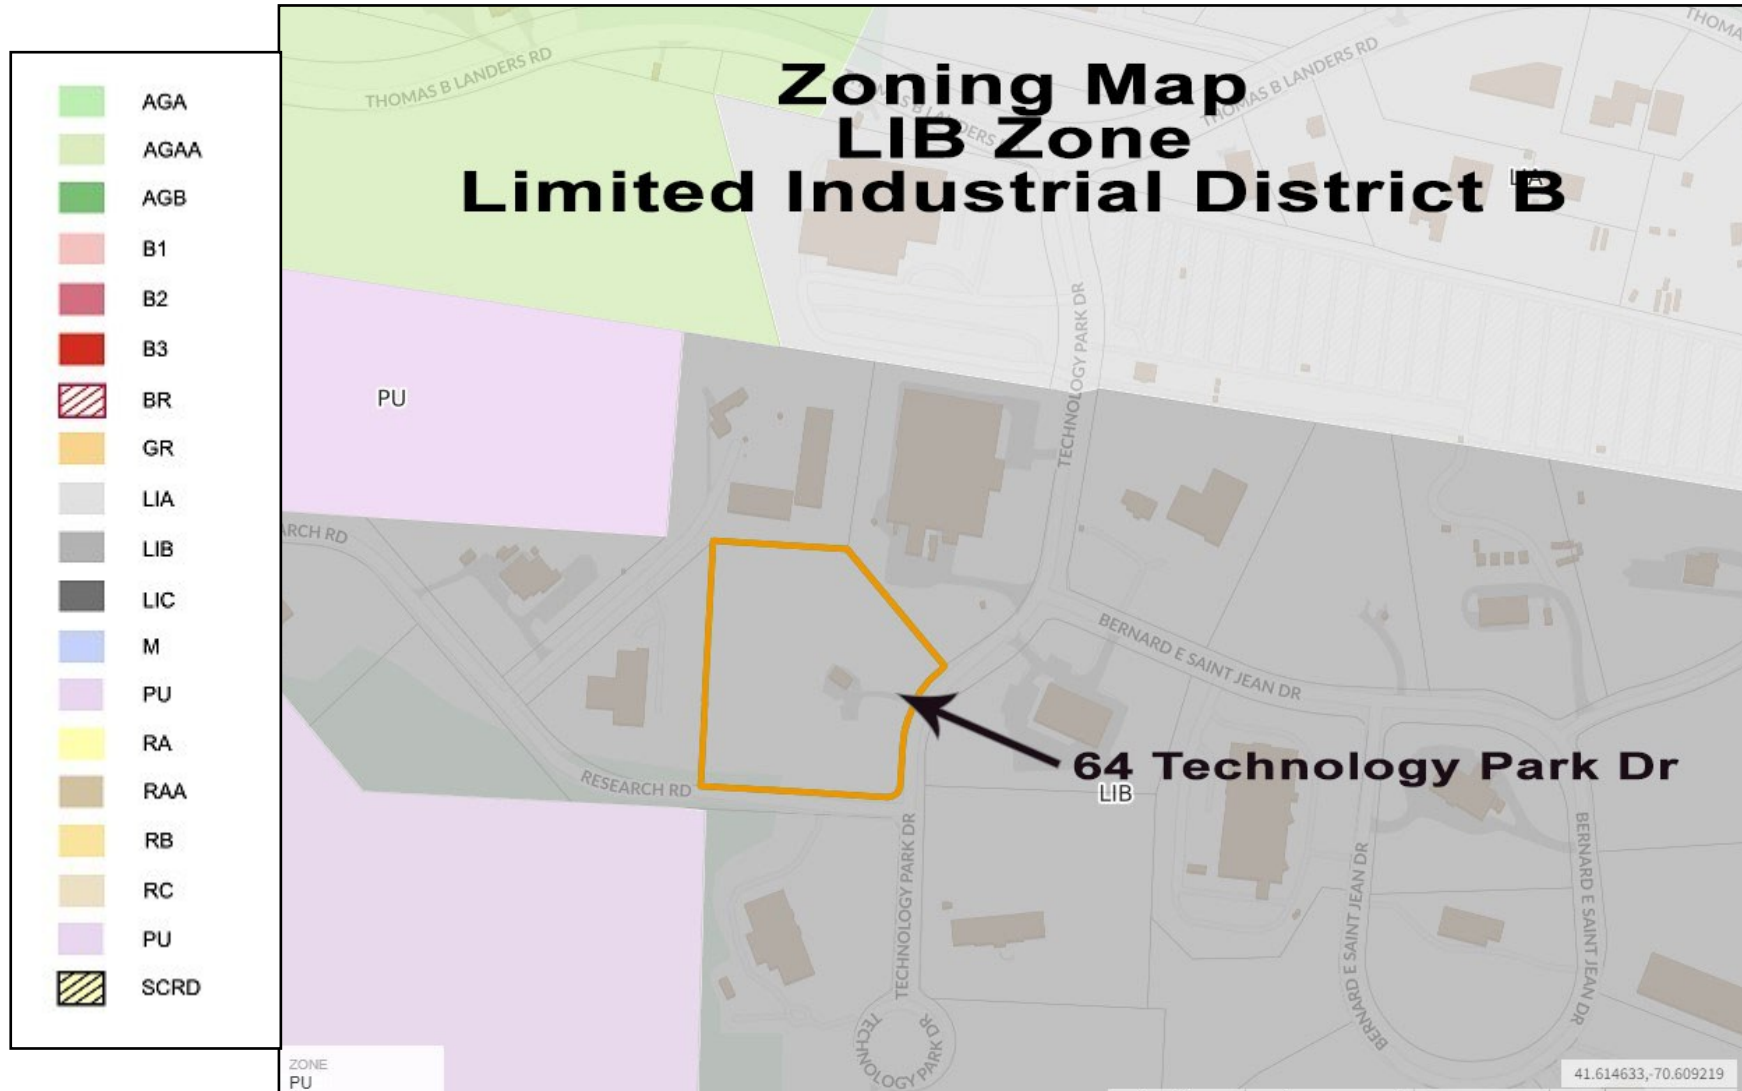 AGA
AGAA
AGB
B1
B2
B3
BR
GR
LIA
LIB
LIC
M
PU
RA
RAA
RB
RC
PU
SCRD
Zoning Map
LIB Zone
Limited Industrial District B
THOMAS B LANDERS RD
THOMAS B LANDERS RD
LANDERS
LIA
TECHNOLOGY PARK DR
PU
ARCH RD
BERNARD E SAINT JEAN DR
64 Technology Park Dr
LIB
RESEARCH RD
TECHNOLOGY PARK DR
BERNARD E SAINT JEAN DR
BERNARD E SAINT JEAN DR
TECHNOLOGY PARK DR
ZONE
PU
41.614633,-70.609219